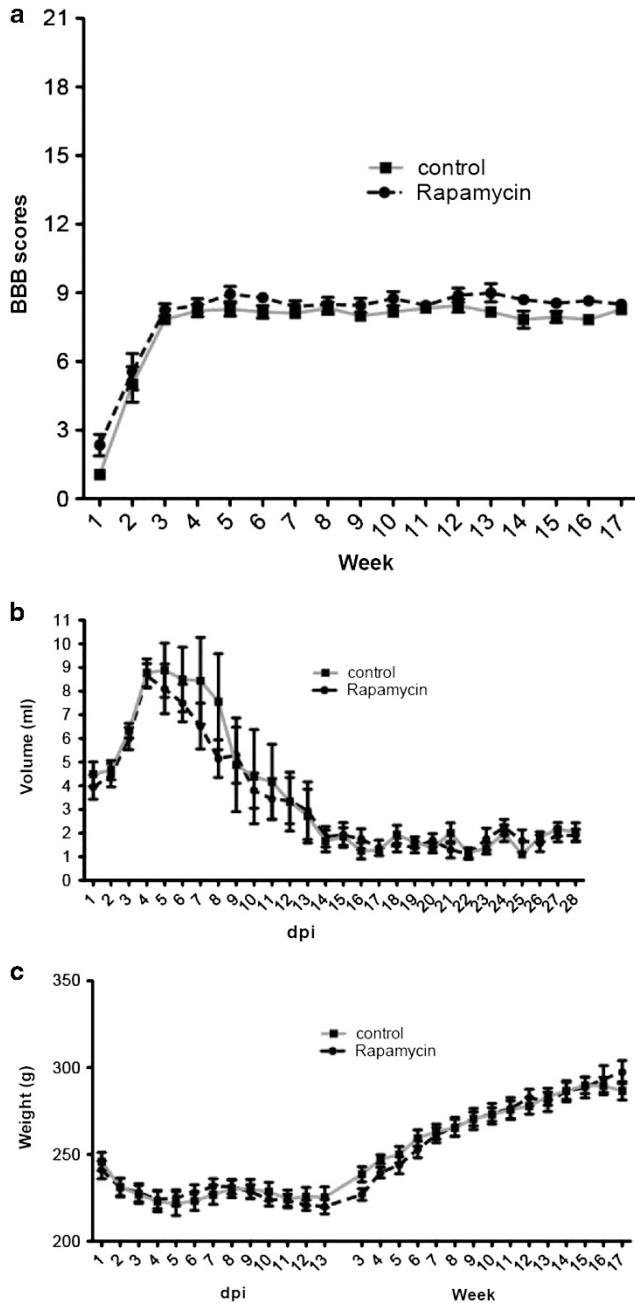 a
21
18
15
12
9
6
3
0
BBB scores
control
Rapamycin
1 2 3 4 5 6 7 8 9 10 11 12 13 14 15 16 17
Week
b
11
10
9
8
7
6
5
4
3
2
1
0
Volume (ml)
control
Rapamycin
1 2 3 4 5 6 7 8 9 10 11 12 13 14 15 16 17 18 19 20 21 22 23 24 25 26 27 28
dpi
c
350
300
250
200
Weight (g)
control
Rapamycin
1 2 3 4 5 6 7 8 9 10 11 12 13 3 4 5 6 7 8 9 10 11 12 13 14 15 16 17
dpi Week